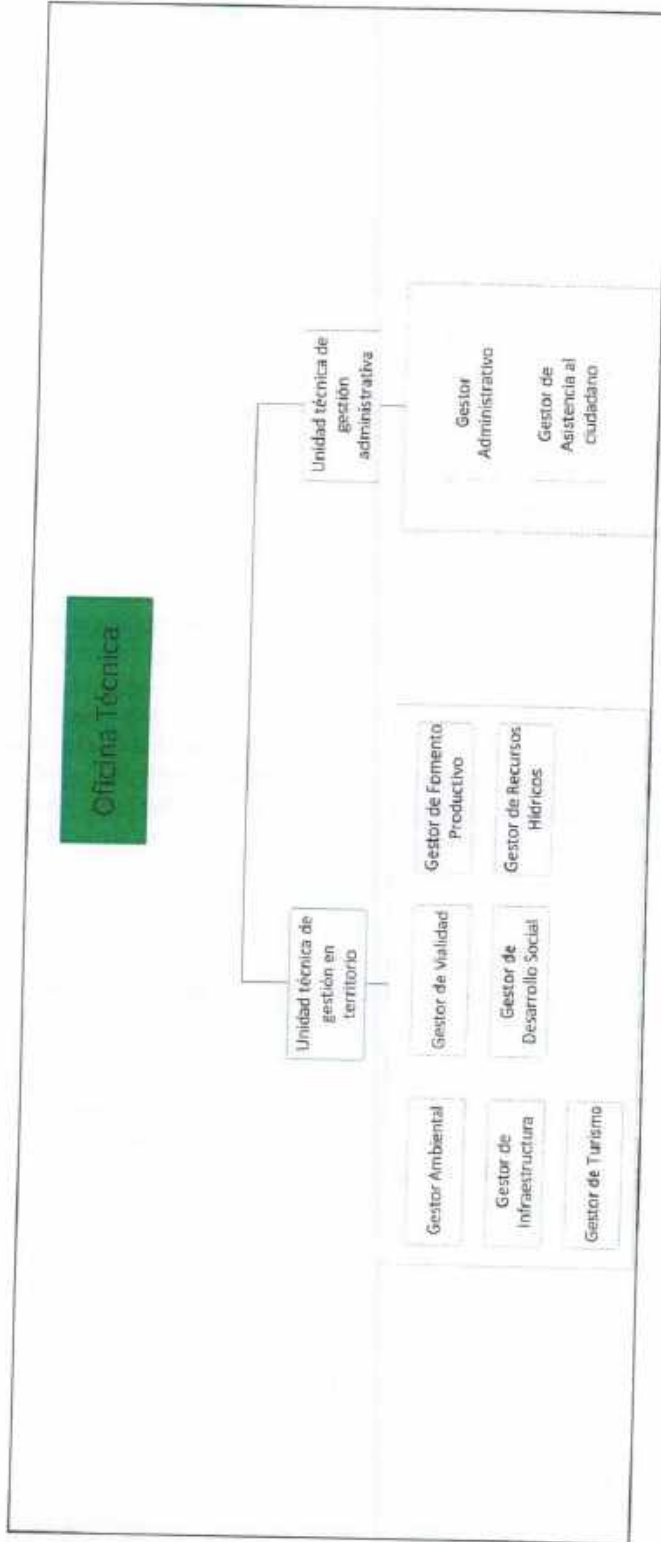 Oficina Técnica
Unidad técnica de
gestión en
territorio
Unidad técnica de
gestión
administrativa
Gestor Ambiental
Gestor de Vialidad
Gestor de Fomento
Productivo
Gestor de
Infraestructura
Gestor de
Desarrollo Social
Gestor de Recursos
Hídricos
Gestor de Turismo
Gestor
Administrativo
Gestor de
Asistencia al
ciudadano